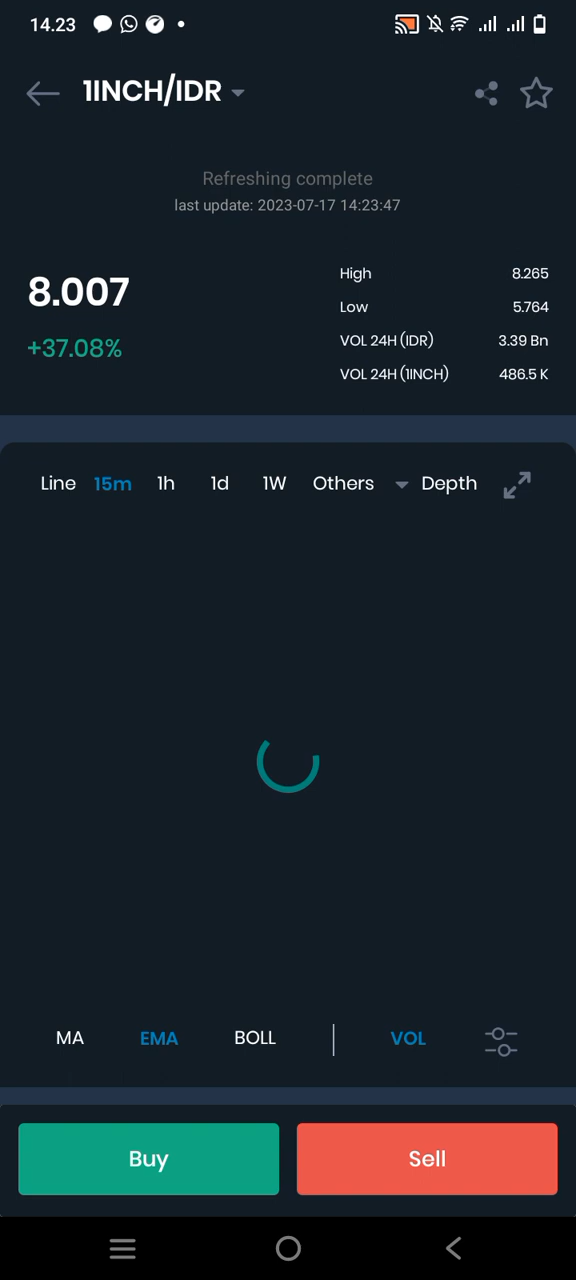 14.23
1INCH/IDR
Refreshing complete
last update: 2023-07-17 14:23:47
8.007
+37.08%
High 8.265
Low 5.764
VOL 24H (IDR) 3.39 Bn
VOL 24H (1INCH) 486.5 K
Line 15m 1h 1d 1W Others Depth
MA EMA BOLL VOL
Buy Sell